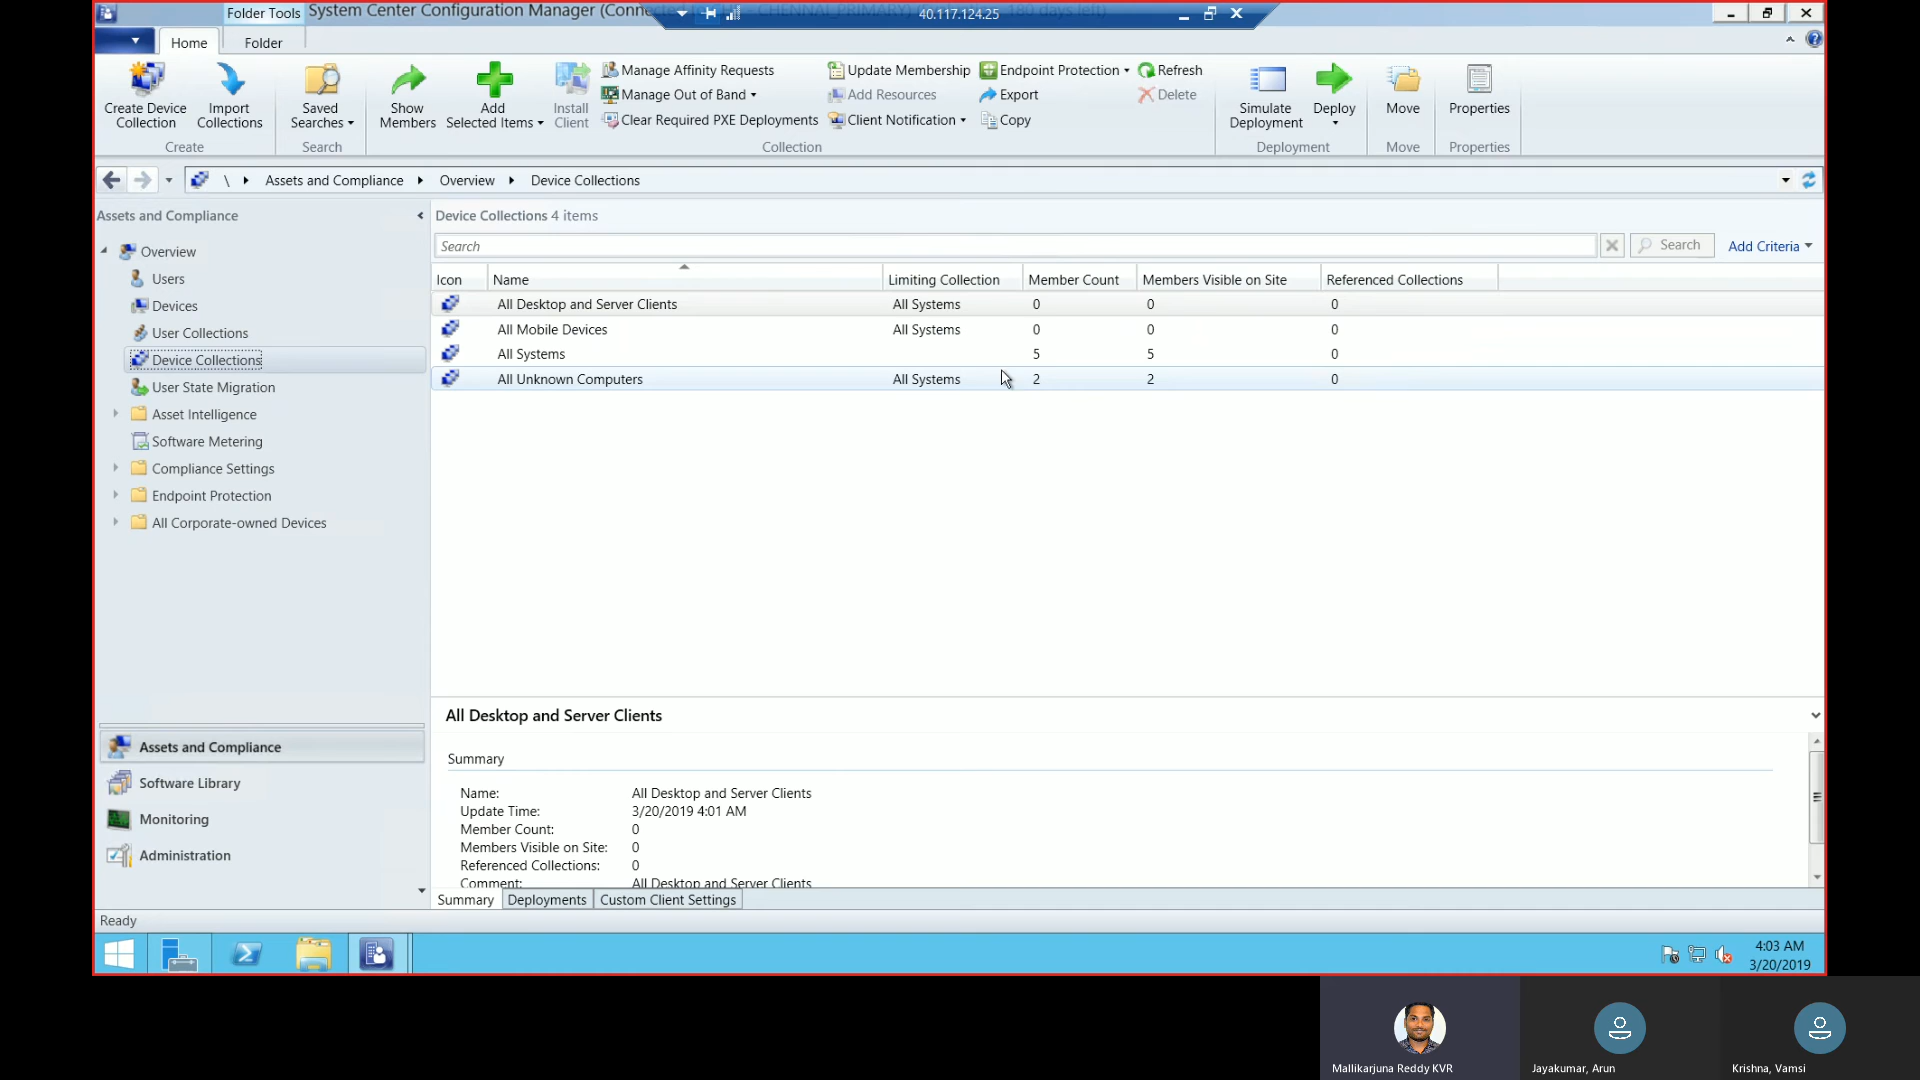 Folder Tools System Center Configuration Manager (Connected - CHENNAI_PRIMARY) 180 days left)
40.117.124.25
Home Folder
Create Device Collection
Import Collections
Create
Saved Searches
Search
Show Members
Add Selected Items
Install Client
Manage Affinity Requests
Manage Out of Band
Clear Required PXE Deployments
Update Membership
Add Resources
Client Notification
Endpoint Protection
Export
Copy
Refresh
Delete
Collection
Simulate Deployment
Deploy
Deployment
Move
Move
Properties
Properties
\ Assets and Compliance Overview Device Collections
Assets and Compliance
Overview
Users
Devices
User Collections
Device Collections
User State Migration
Asset Intelligence
Software Metering
Compliance Settings
Endpoint Protection
All Corporate-owned Devices
Assets and Compliance
Software Library
Monitoring
Administration
Device Collections 4 items
Search Search Add Criteria
Icon Name Limiting Collection Member Count Members Visible on Site Referenced Collections
All Desktop and Server Clients All Systems 0 0 0
All Mobile Devices All Systems 0 0 0
All Systems 5 5 0
All Unknown Computers All Systems 2 2 0
All Desktop and Server Clients
Summary
Name: All Desktop and Server Clients
Update Time: 3/20/2019 4:01 AM
Member Count: 0
Members Visible on Site: 0
Referenced Collections: 0
Comment: All Desktop and Server Clients
Summary Deployments Custom Client Settings
Ready
4:03 AM
3/20/2019
Mallikarjuna Reddy KVR
Jayakumar, Arun
Krishna, Vamsi